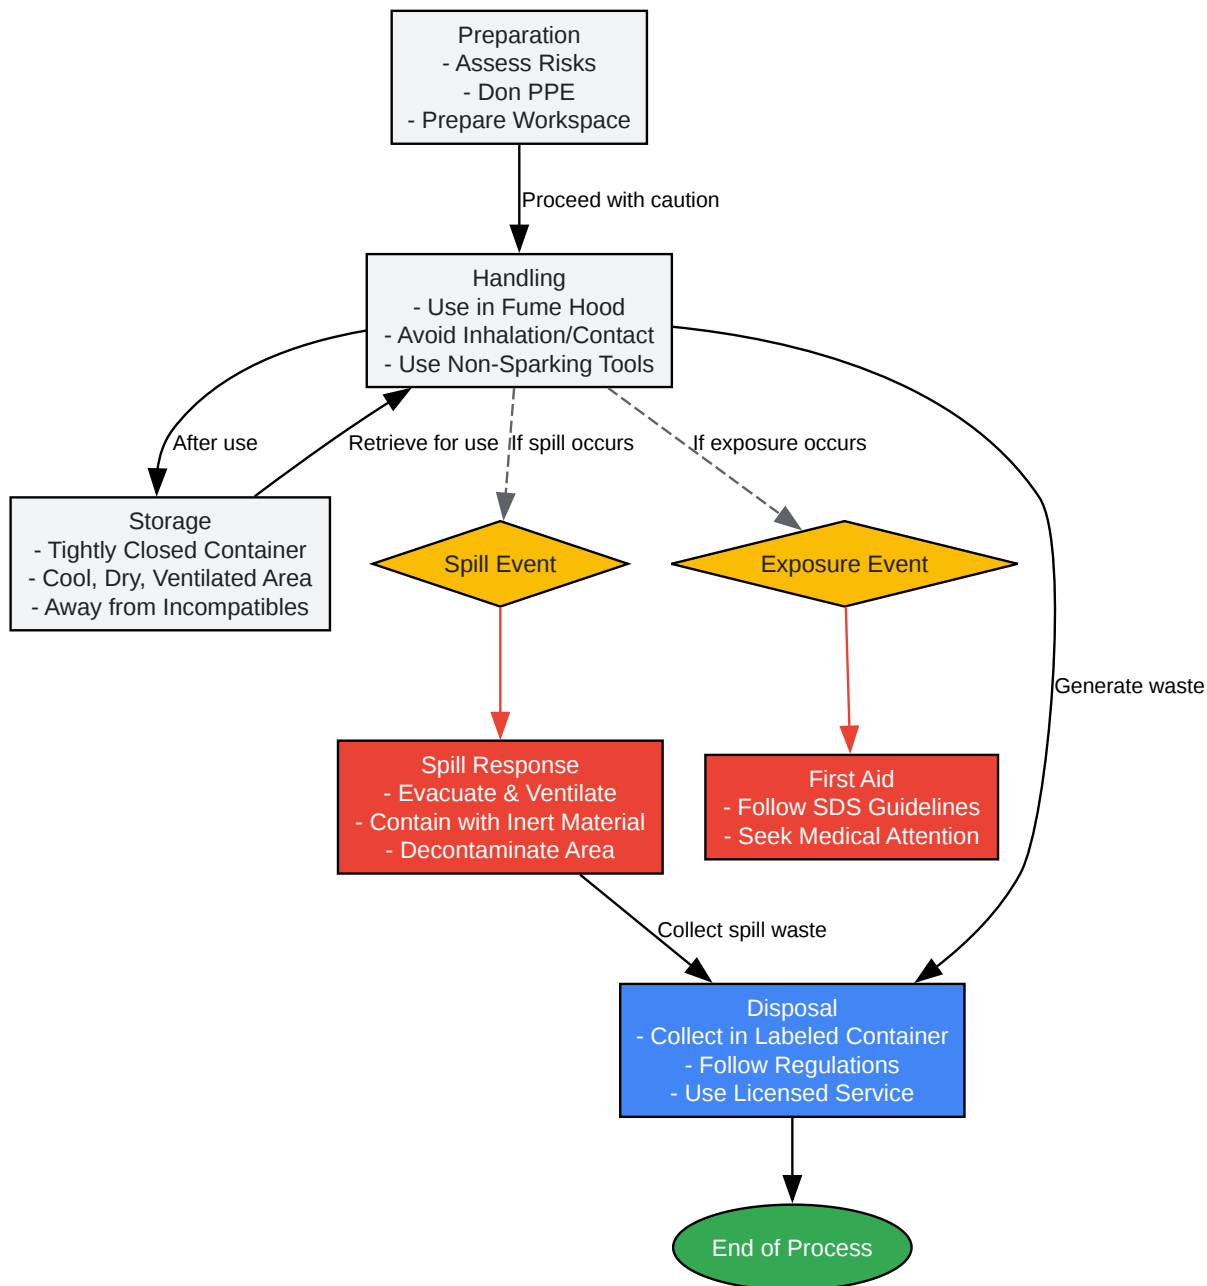 Preparation
- Assess Risks
- Don PPE
- Prepare Workspace
Proceed with caution
Handling
- Use in Fume Hood
- Avoid Inhalation/Contact
- Use Non-Sparking Tools
After use
Retrieve for use
If spill occurs
If exposure occurs
Storage
- Tightly Closed Container
- Cool, Dry, Ventilated Area
- Away from Incompatibles
Spill Event
Exposure Event
Generate waste
Spill Response
- Evacuate & Ventilate
- Contain with Inert Material
- Decontaminate Area
First Aid
- Follow SDS Guidelines
- Seek Medical Attention
Collect spill waste
Disposal
- Collect in Labeled Container
- Follow Regulations
- Use Licensed Service
End of Process